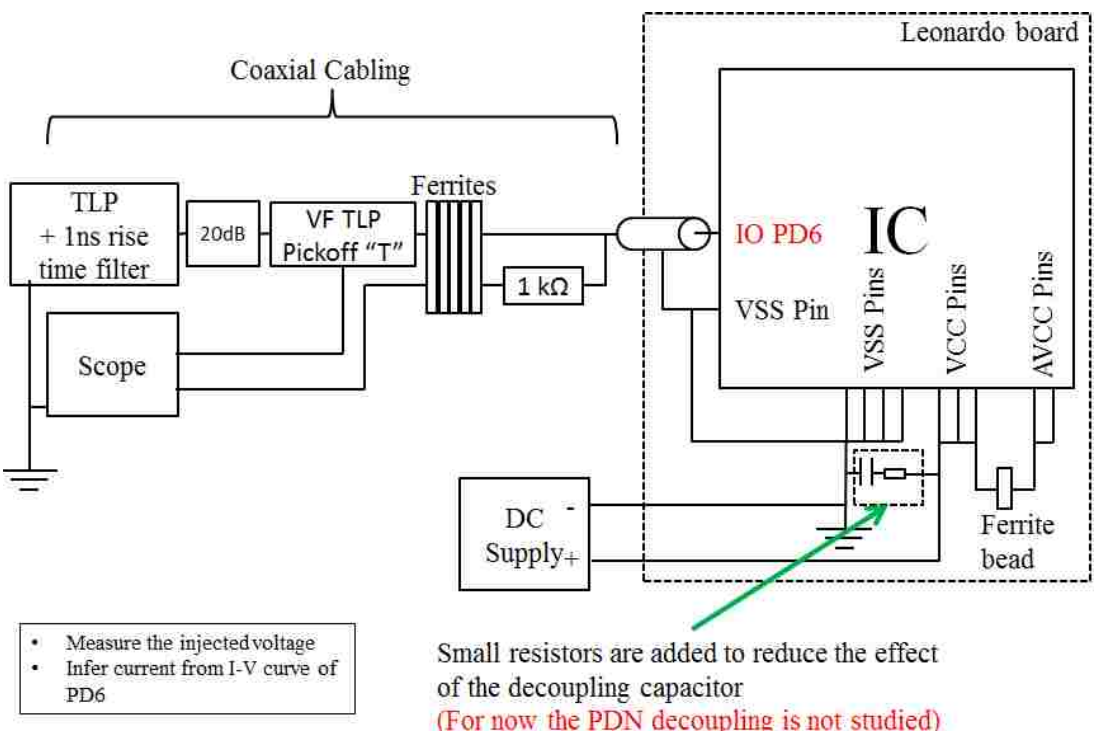 Leonardo board
Coaxial Cabling
TLP
+ 1ns rise
time filter
20dB
VF TLP
Pickoff "T"
Ferrites
1 kΩ
IO PD6
IC
VSS Pin
VSS Pins
VCC Pins
AVCC Pins
Scope
DC
Supply
-
+
Ferrite
bead
• Measure the injected voltage
• Infer current from I-V curve of
PD6
Small resistors are added to reduce the effect
of the decoupling capacitor
(For now the PDN decoupling is not studied)